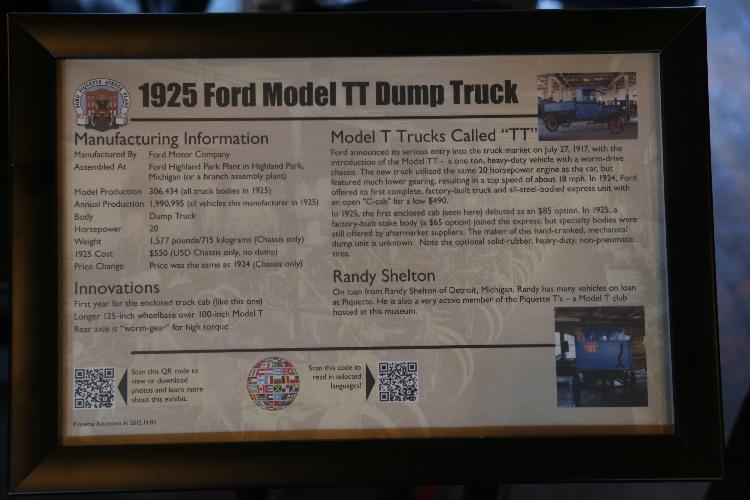 FORD PIQUETTE AVENUE PLANT
1925 Ford Model TT Dump Truck
Manufacturing Information
Manufactured By Ford Motor Company
Assembled At Ford Highland Park Plant in Highland Park,
Michigan (or a branch assembly plant)
Model Production 306,434 (all truck bodies in 1925)
Annual Production 1,990,995 (all vehicles this manufacturer in 1925)
Body Dump Truck
Horsepower 20
Weight 1,577 pounds/715 kilograms (Chassis only)
1925 Cost $550 (USD Chassis only, no dump)
Price Change Price was the same as 1924 (Chassis only)
Innovations
First year for the enclosed truck cab (like this one)
Longer 125-inch wheelbase over 100-inch Model T
Rear axle is "worm-gear" for high torque
Model T Trucks Called "TT"
Ford announced its serious entry into the truck market on July 27, 1917, with the
introduction of the Model TT - a one ton, heavy-duty vehicle with a worm-drive
chassis. The new truck utilized the same 20 horsepower engine as the car, but
featured much lower gearing, resulting in a top speed of about 18 mph. In 1924, Ford
offered its first complete, factory-built truck and all-steel-bodied express unit with
an open "C-cab" for a low $490.
In 1925, the first enclosed cab (seen here) debuted as an $85 option. In 1925, a
factory-built stake body (a $65 option) joined the express; but specialty bodies were
still offered by aftermarket suppliers. The maker of this hand-cranked, mechanical
dump unit is unknown. Note the optional solid-rubber, heavy-duty, non-pneumatic
tires.
Randy Shelton
On loan from Randy Shelton of Detroit, Michigan. Randy has many vehicles on loan
at Piquette. He is also a very active member of the Piquette T's – a Model T club
hosted at this museum.
Scan this QR code to
view or download
photos and learn more
about this exhibit.
Scan this code to
read in selected
languages!
Piquette Accession #: 2015.14.03